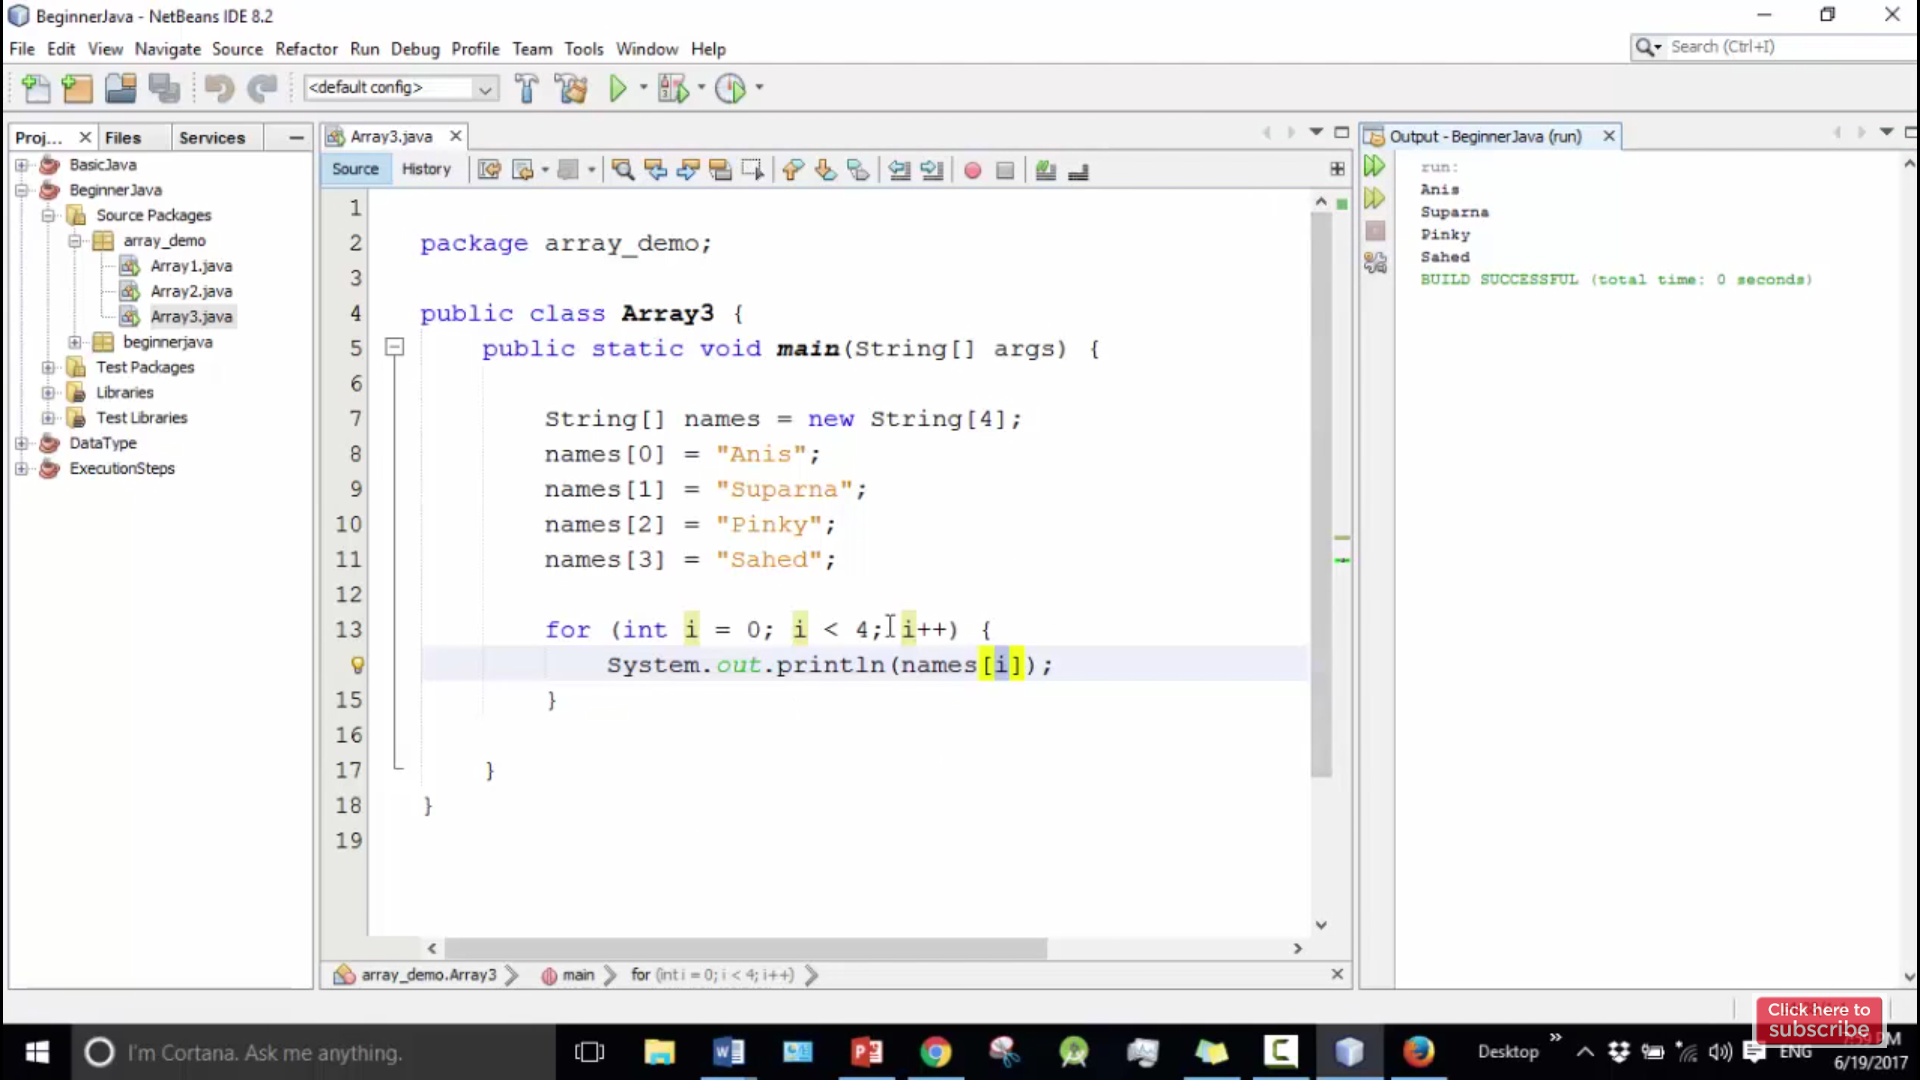 BeginnerJava - NetBeans IDE 8.2
File Edit View Navigate Source Refactor Run Debug Profile Team Tools Window Help
Search (Ctrl+I)
<default config>
Proj... Files Services
BasicJava
BeginnerJava
Source Packages
array_demo
Array1.java
Array2.java
Array3.java
beginnerjava
Test Packages
Libraries
Test Libraries
DataType
ExecutionSteps
Array3.java
Source History
1
2 package array_demo;
3
4 public class Array3 {
5 public static void main(String[] args) {
6
7 String[] names = new String[4];
8 names[0] = "Anis";
9 names[1] = "Suparna";
10 names[2] = "Pinky";
11 names[3] = "Sahed";
12
13 for (int i = 0; i < 4; i++) {
System.out.println(names[i]);
15 }
16
17 }
18 }
19
array_demo.Array3 main for (int i = 0; i < 4; i++)
Output - BeginnerJava (run)
run:
Anis
Suparna
Pinky
Sahed
BUILD SUCCESSFUL (total time: 0 seconds)
Click here to
subscribe
I'm Cortana. Ask me anything.
Desktop
ENG
6/19/2017